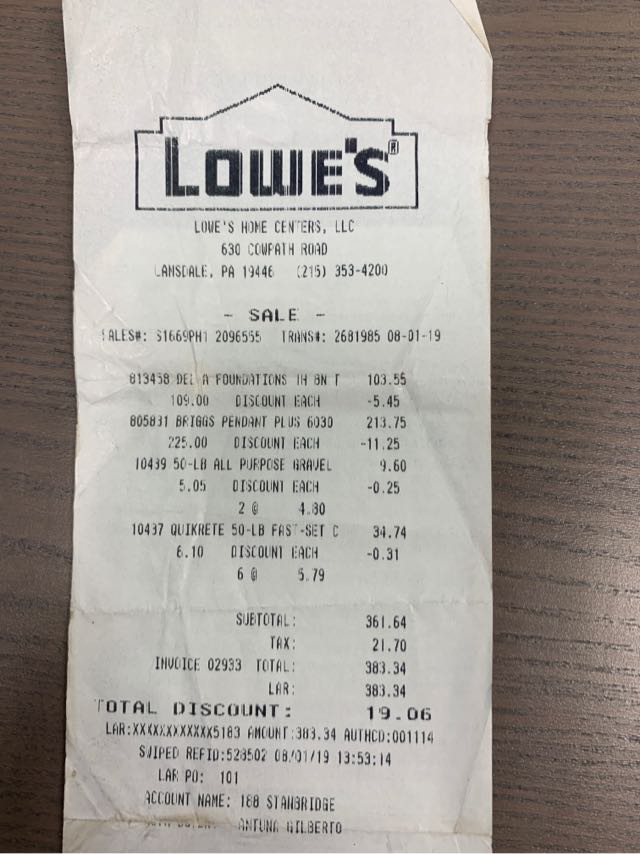 LOWE'S®
LOWE'S HOME CENTERS, LLC
630 COWPATH ROAD
LANSDALE, PA 19446 (215) 353-4200
- SALE -
SALES#: S1669PH1 2096555 TRANS#: 2681985 08-01-19
813458 DELTA FOUNDATIONS 1H BN T 103.55
109.00 DISCOUNT EACH -5.45
805831 BRIGGS PENDANT PLUS 6030 213.75
225.00 DISCOUNT EACH -11.25
10439 50-LB ALL PURPOSE GRAVEL 9.60
5.05 DISCOUNT EACH -0.25
2 @ 4.80
10437 QUIKRETE 50-LB FAST-SET C 34.74
6.10 DISCOUNT EACH -0.31
6 @ 5.79
SUBTOTAL: 361.64
TAX: 21.70
INVOICE 02933 TOTAL: 383.34
LAR: 383.34
TOTAL DISCOUNT: 19.06
LAR:XXXXXXXXXXXX5183 AMOUNT:383.34 AUTHCD:001114
SWIPED REFID:528502 08/01/19 13:53:14
LAR PO: 101
ACCOUNT NAME: 188 STANBRIDGE
ANTUNA GILBERTO